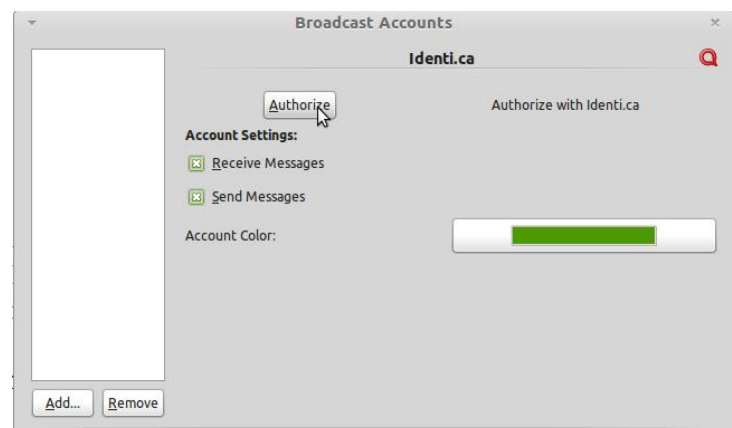 Broadcast Accounts
Identi.ca
Authorize
Authorize with Identi.ca
Account Settings:
Receive Messages
Send Messages
Account Color:
Add...
Remove